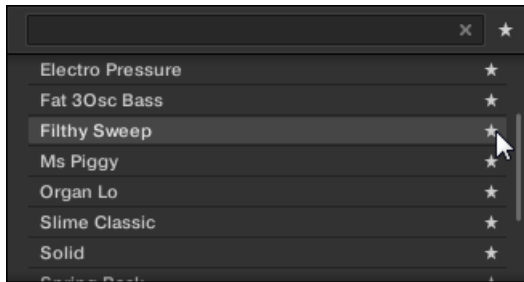 Electro Pressure
Fat 3Osc Bass
Filthy Sweep
Ms Piggy
Organ Lo
Slime Classic
Solid